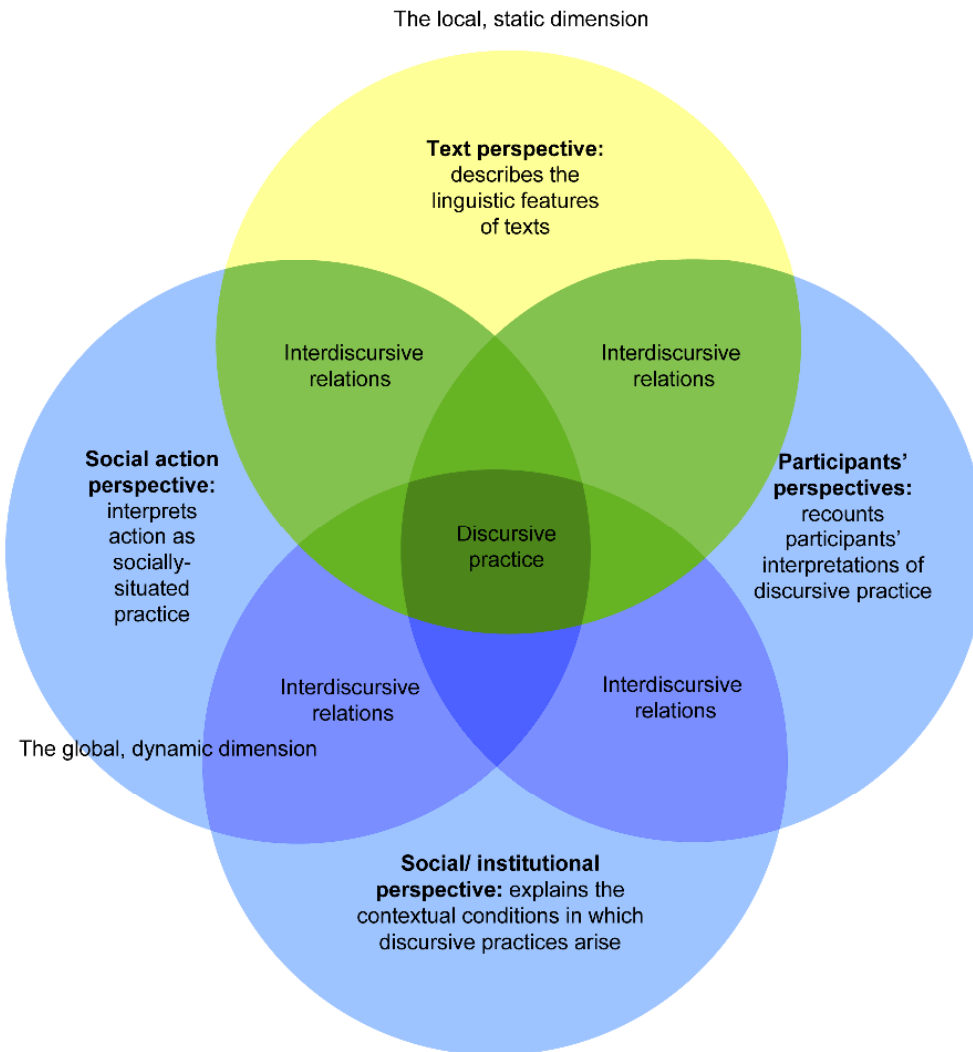 The local, static dimension
Text perspective:
describes the
linguistic features
of texts
Interdiscursive
relations
Interdiscursive
relations
Social action
perspective:
interprets
action as
socially-
situated
practice
Participants’
perspectives:
recounts
participants’
interpretations of
discursive practice
Discursive
practice
Interdiscursive
relations
Interdiscursive
relations
The global, dynamic dimension
Social/ institutional
perspective: explains the
contextual conditions in which
discursive practices arise